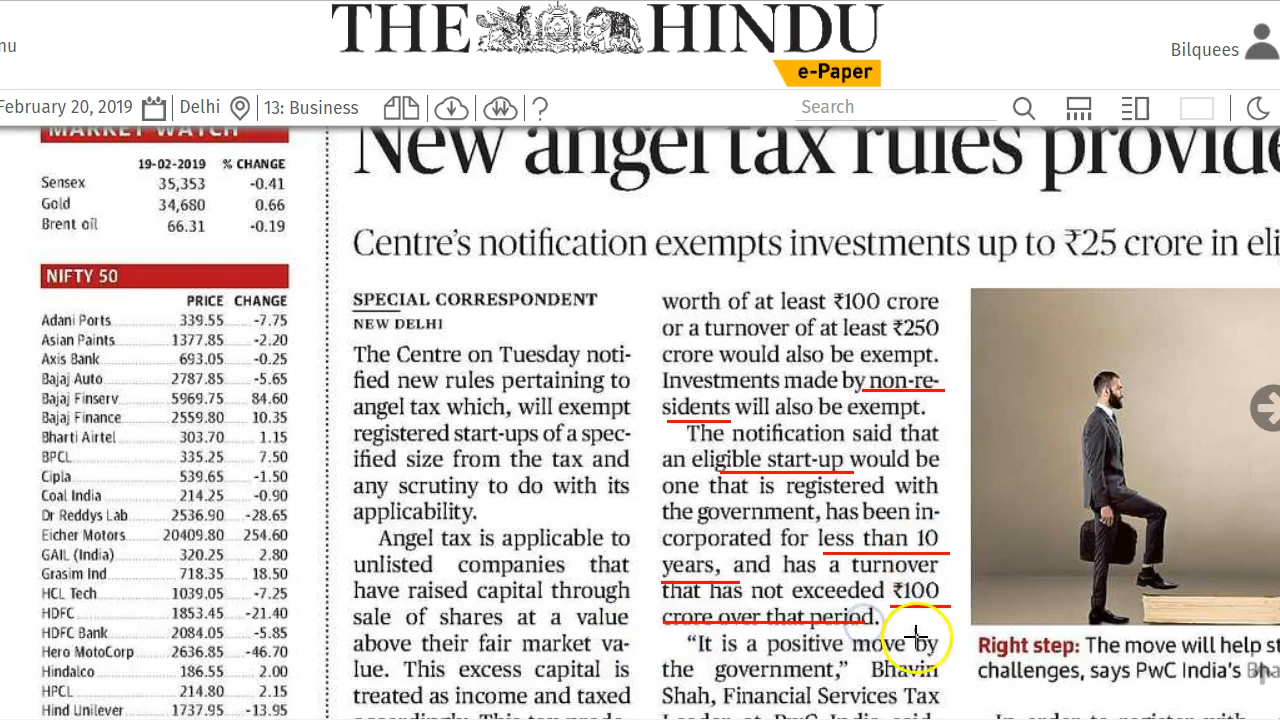 THE HINDU
e-Paper
nu
Bilquees
February 20, 2019
Delhi
13: Business
?
Search
MARKET WATCH
19-02-2019 % CHANGE
Sensex 35,353 -0.41
Gold 34,680 0.66
Brent oil 66.31 -0.19
NIFTY 50
PRICE CHANGE
Adani Ports 339.55 -7.75
Asian Paints 1377.85 -2.20
Axis Bank 693.05 -0.25
Bajaj Auto 2787.85 -5.65
Bajaj Finserv 5969.75 84.60
Bajaj Finance 2559.80 10.35
Bharti Airtel 303.70 1.15
BPCL 335.25 7.50
Cipla 539.65 -1.50
Coal India 214.25 -0.90
Dr Reddys Lab 2536.90 -28.65
Eicher Motors 20409.80 254.60
GAIL (India) 320.25 2.80
Grasim Ind 718.35 18.50
HCL Tech 1039.05 -7.25
HDFC 1853.45 -21.40
HDFC Bank 2084.05 -5.85
Hero MotoCorp 2636.85 -46.70
Hindalco 186.55 2.00
HPCL 214.80 2.15
Hind Unilever 1737.95 -13.95
New angel tax rules provide
Centre’s notification exempts investments up to ₹25 crore in eli
SPECIAL CORRESPONDENT
NEW DELHI
The Centre on Tuesday noti-
fied new rules pertaining to
angel tax which, will exempt
registered start-ups of a spec-
ified size from the tax and
any scrutiny to do with its
applicability.
Angel tax is applicable to
unlisted companies that
have raised capital through
sale of shares at a value
above their fair market va-
lue. This excess capital is
treated as income and taxed
worth of at least ₹100 crore
or a turnover of at least ₹250
crore would also be exempt.
Investments made by non-re-
sidents will also be exempt.
The notification said that
an eligible start-up would be
one that is registered with
the government, has been in-
corporated for less than 10
years, and has a turnover
that has not exceeded ₹100
crore over that period.
“It is a positive move by
the government,” Bhavin
Shah, Financial Services Tax
Right step: The move will help st
challenges, says PwC India’s Bha